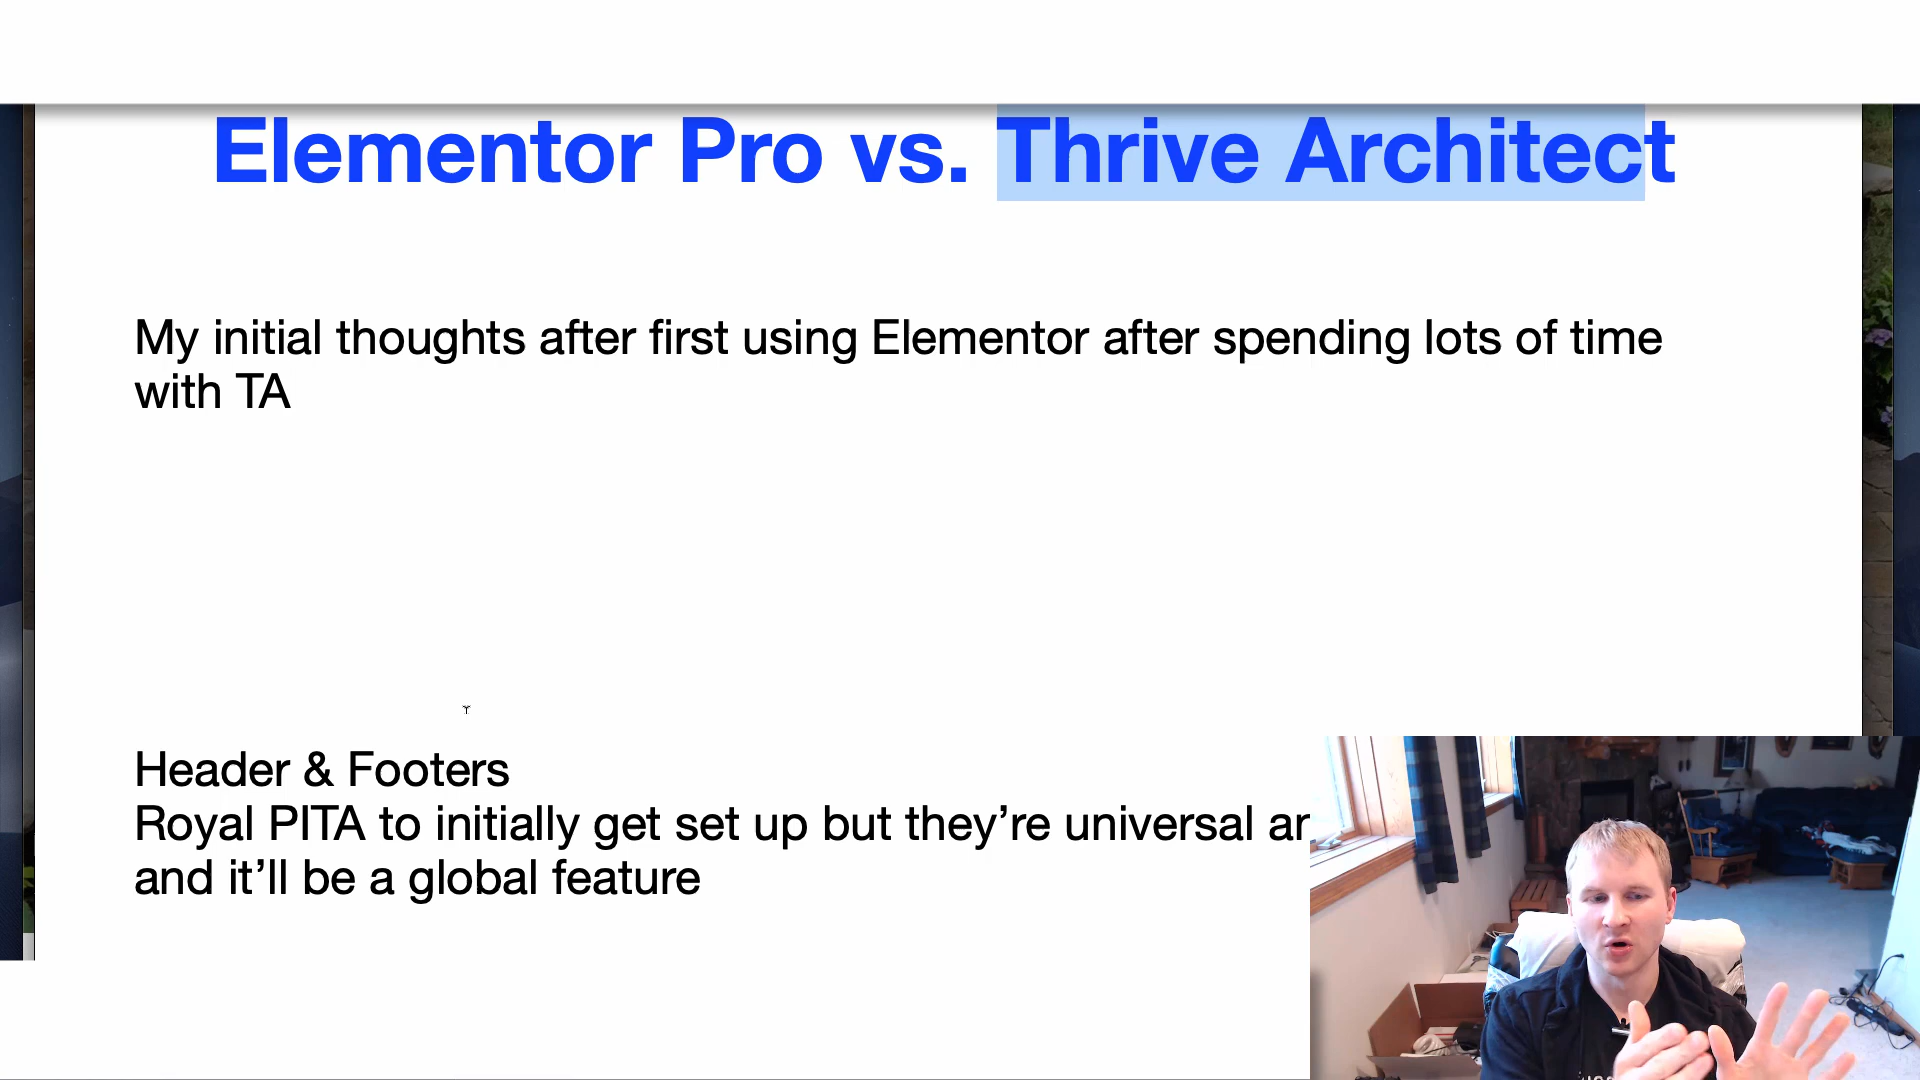 Elementor Pro vs. Thrive Architect
My initial thoughts after first using Elementor after spending lots of time
with TA
Header & Footers
Royal PITA to initially get set up but they’re universal
and it’ll be a global feature